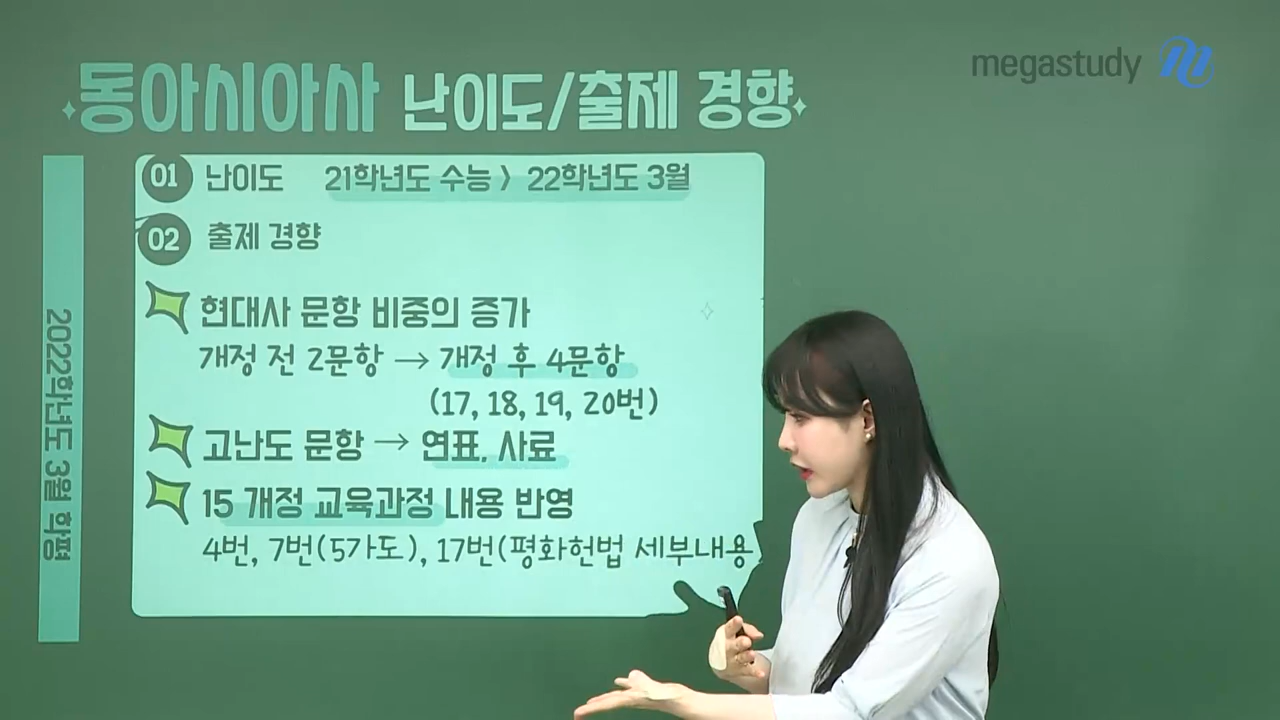 megastudy
동아시아사 난이도/출제 경향
2022학년도 3월 학평
01 난이도 21학년도 수능 > 22학년도 3월
02 출제 경향
현대사 문항 비중의 증가
개정 전 2문항 → 개정 후 4문항
(17, 18, 19, 20번)
고난도 문항 → 연표, 사료
15 개정 교육과정 내용 반영
4번, 7번(5가도), 17번(평화헌법 세부내용)